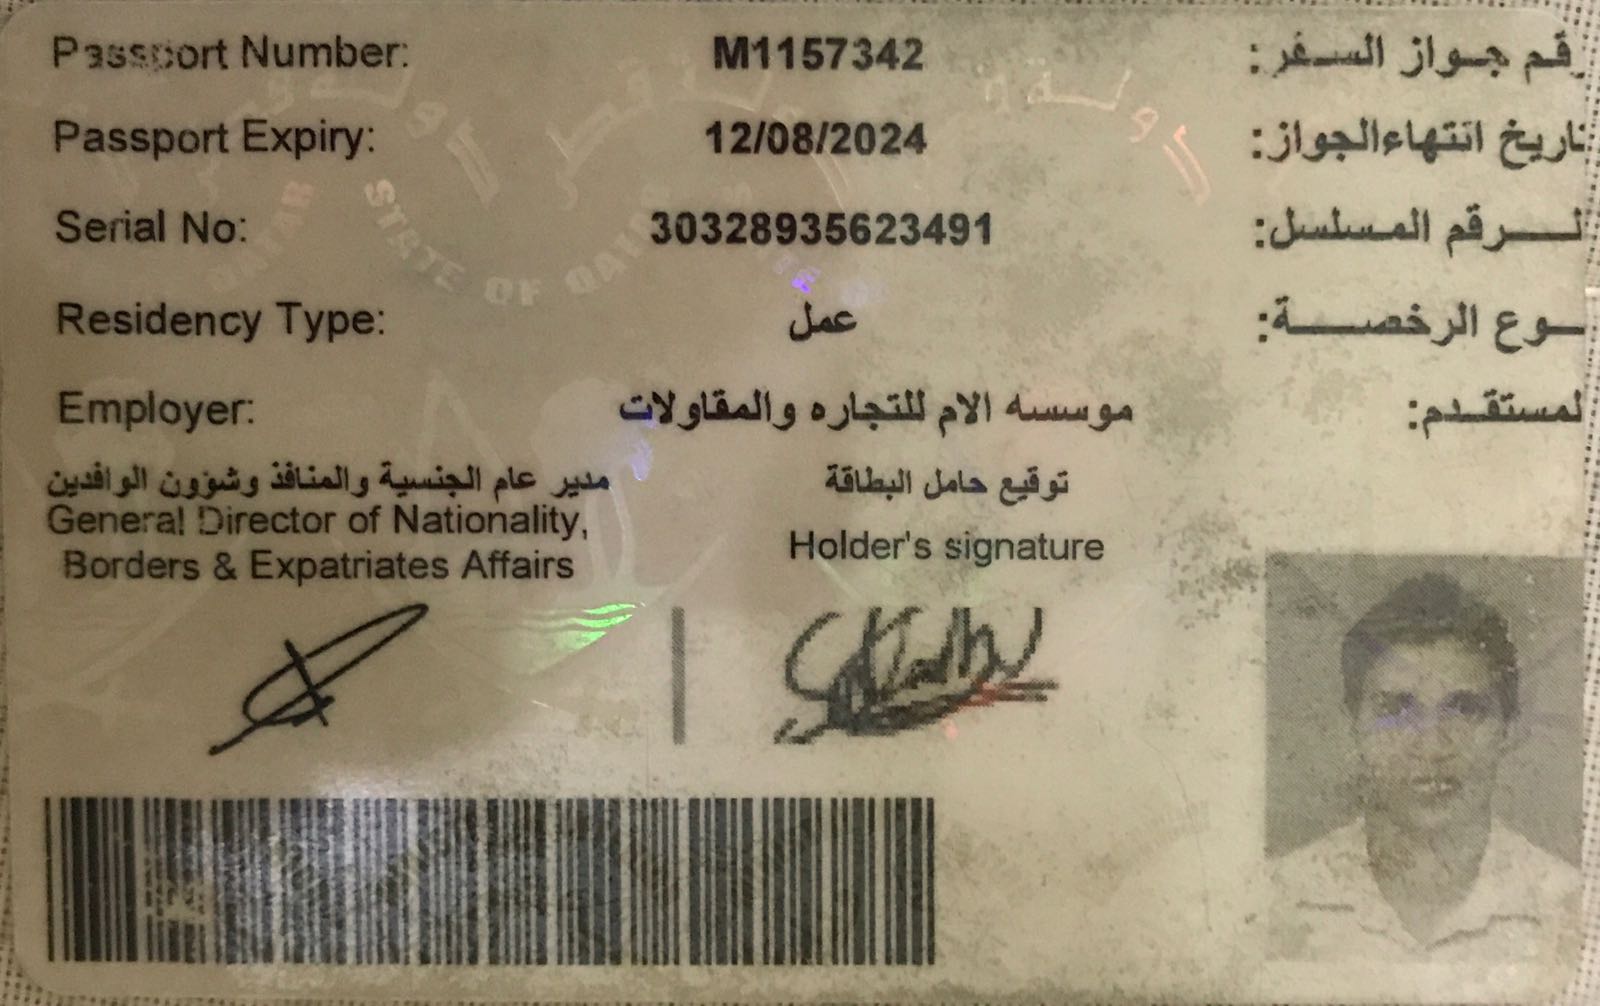 Passport Number: M1157342 رقم جواز السفر:
Passport Expiry: 12/08/2024 تاريخ انتهاءالجواز:
Serial No: 30328935623491 الرقم المسلسل:
Residency Type: عمل نوع الرخصة:
Employer: موسسه الام للتجاره والمقاولات المستقدم:
مدير عام الجنسية والمنافذ وشؤون الوافدين
General Director of Nationality,
Borders & Expatriates Affairs
توقيع حامل البطاقة
Holder's signature
دولة قطر
STATE OF QATAR